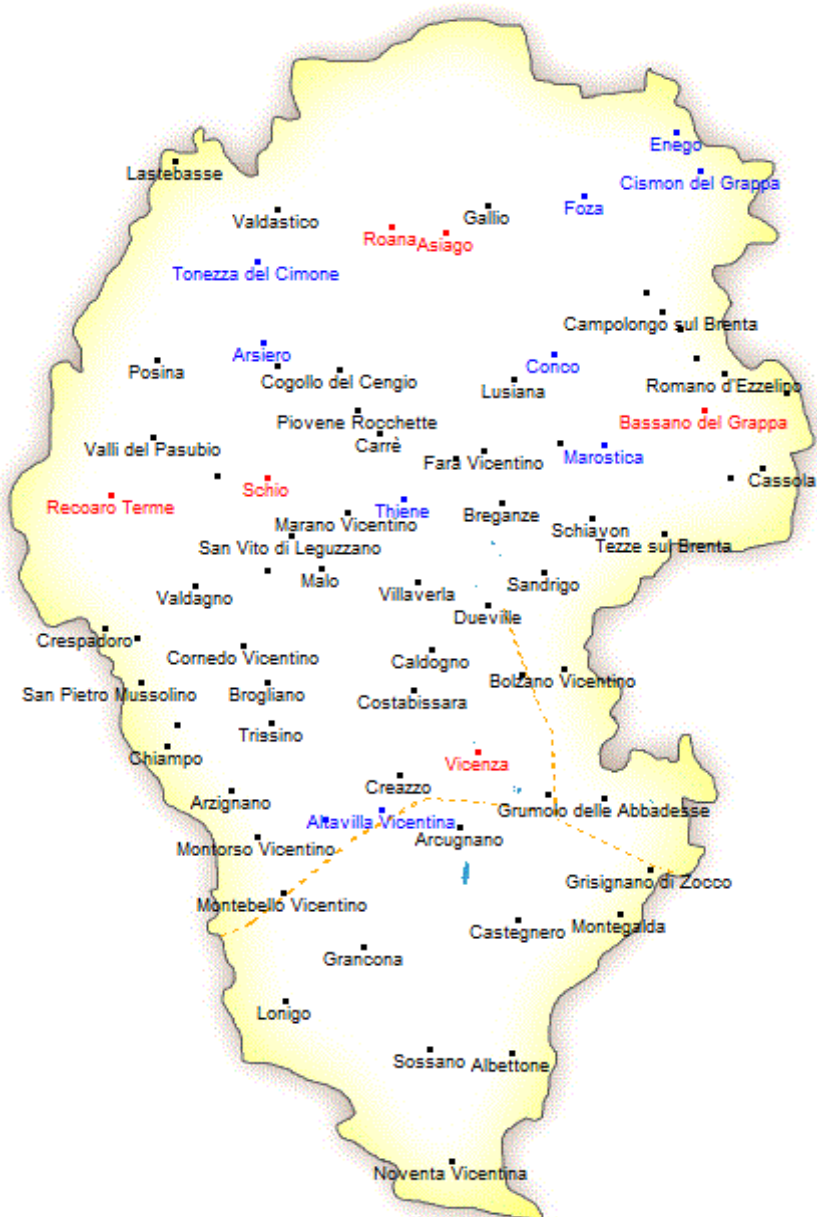 Enego
Lastebasse
Cismon del Grappa
Foza
Gallio
Valdastico
Roana
Asiago
Tonezza del Cimone
Campolongo sul Brenta
Arsiero
Conco
Posina
Cogollo del Cengio
Lusiana
Romano d'Ezzelino
Piovene Rocchette
Bassano del Grappa
Carrè
Valli del Pasubio
Fara Vicentino
Marostica
Cassola
Schio
Recoaro Terme
Thiene
Breganze
Marano Vicentino
Schiavon
San Vito di Leguzzano
Tezze sul Brenta
Malo
Sandrigo
Valdagno
Villaverla
Dueville
Crespadoro
Cornedo Vicentino
Caldogno
Bolzano Vicentino
San Pietro Mussolino
Brogliano
Costabissara
Trissino
Chiampo
Vicenza
Creazzo
Arzignano
Grumolo delle Abbadesse
Altavilla Vicentina
Arcugnano
Montorso Vicentino
Grisignano di Zocco
Montebello Vicentino
Montegalda
Castegnero
Grancona
Lonigo
Sossano
Albettone
Noventa Vicentina